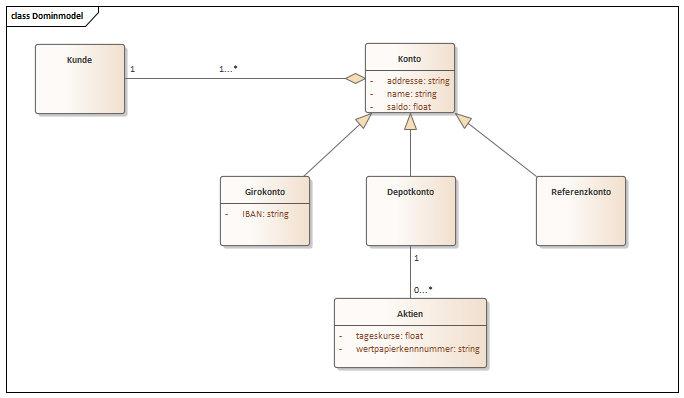 class Dominmodel
Kunde
1
1...*
Konto
- addresse: string
- name: string
- saldo: float
Girokonto
- IBAN: string
Depotkonto
Referenzkonto
1
0...*
Aktien
- tageskurse: float
- wertpapierkennnummer: string